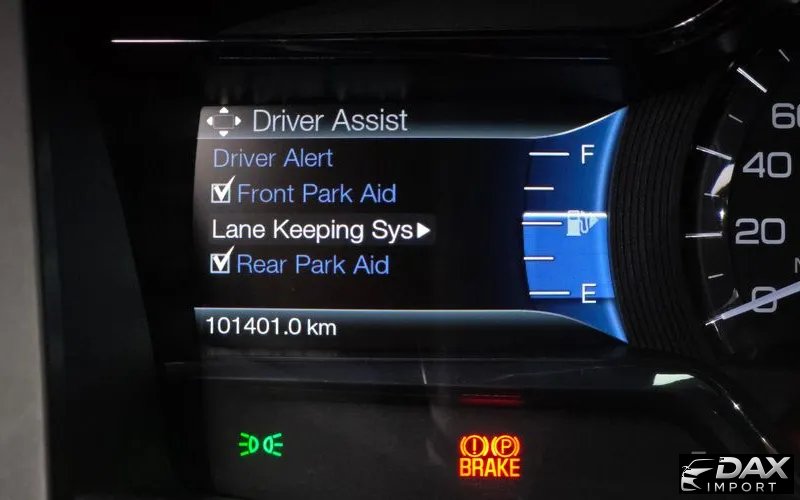 Driver Assist
Driver Alert
Front Park Aid
Lane Keeping Sys
Rear Park Aid
101401.0 km
F
E
60
40
20
0
P
BRAKE
DAX
IMPORT